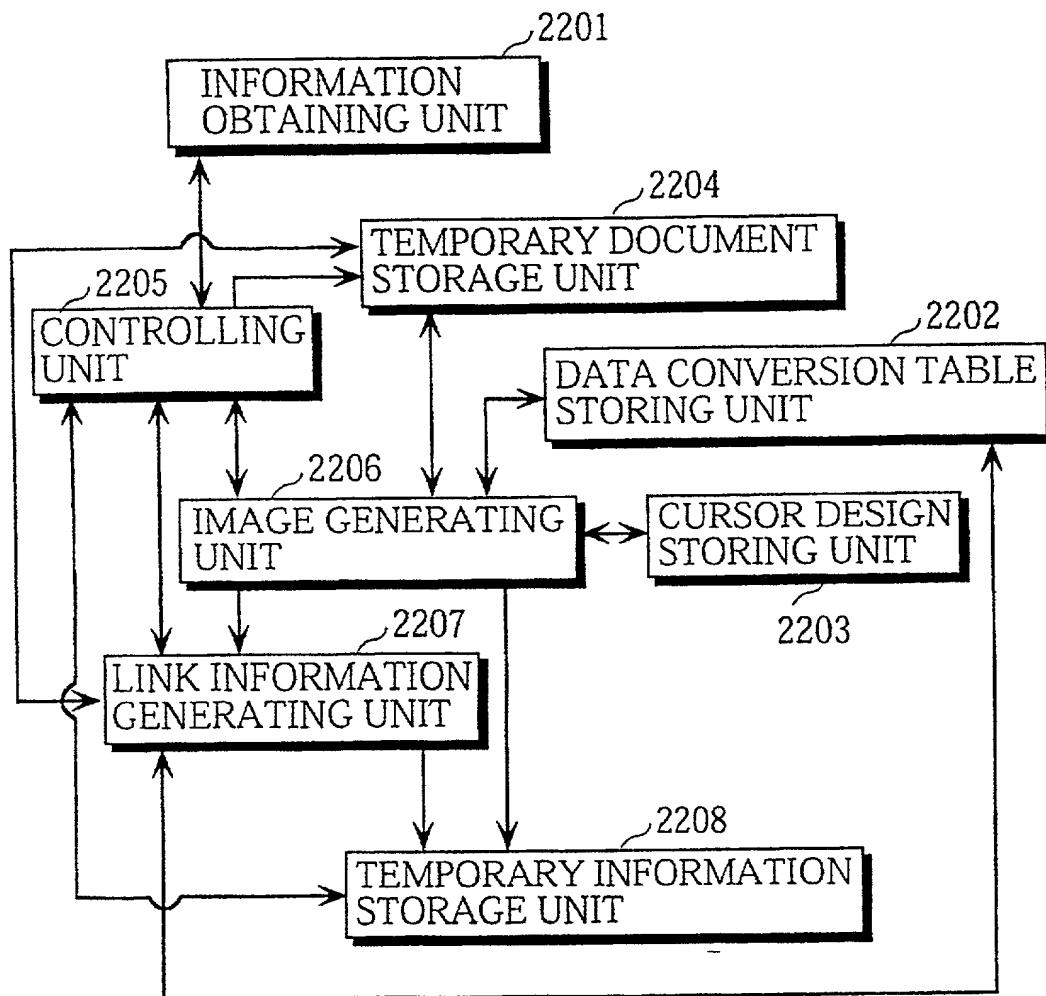 2201
INFORMATION
OBTAINING UNIT
2204
TEMPORARY DOCUMENT
STORAGE UNIT
2205
CONTROLLING
UNIT
2202
DATA CONVERSION TABLE
STORING UNIT
2206
IMAGE GENERATING
UNIT
CURSOR DESIGN
STORING UNIT
2203
2207
LINK INFORMATION
GENERATING UNIT
2208
TEMPORARY INFORMATION
STORAGE UNIT